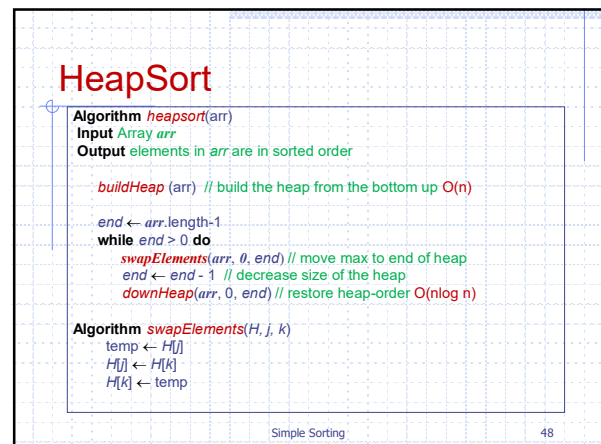 HeapSort
Algorithm heapsort(arr)
Input Array arr
Output elements in arr are in sorted order
buildHeap (arr) // build the heap from the bottom up O(n)
end ← arr.length-1
while end > 0 do
swapElements(arr, 0, end) // move max to end of heap
end ← end - 1 // decrease size of the heap
downHeap(arr, 0, end) // restore heap-order O(nlog n)
Algorithm swapElements(H, j, k)
temp ← H[j]
H[j] ← H[k]
H[k] ← temp
Simple Sorting 48